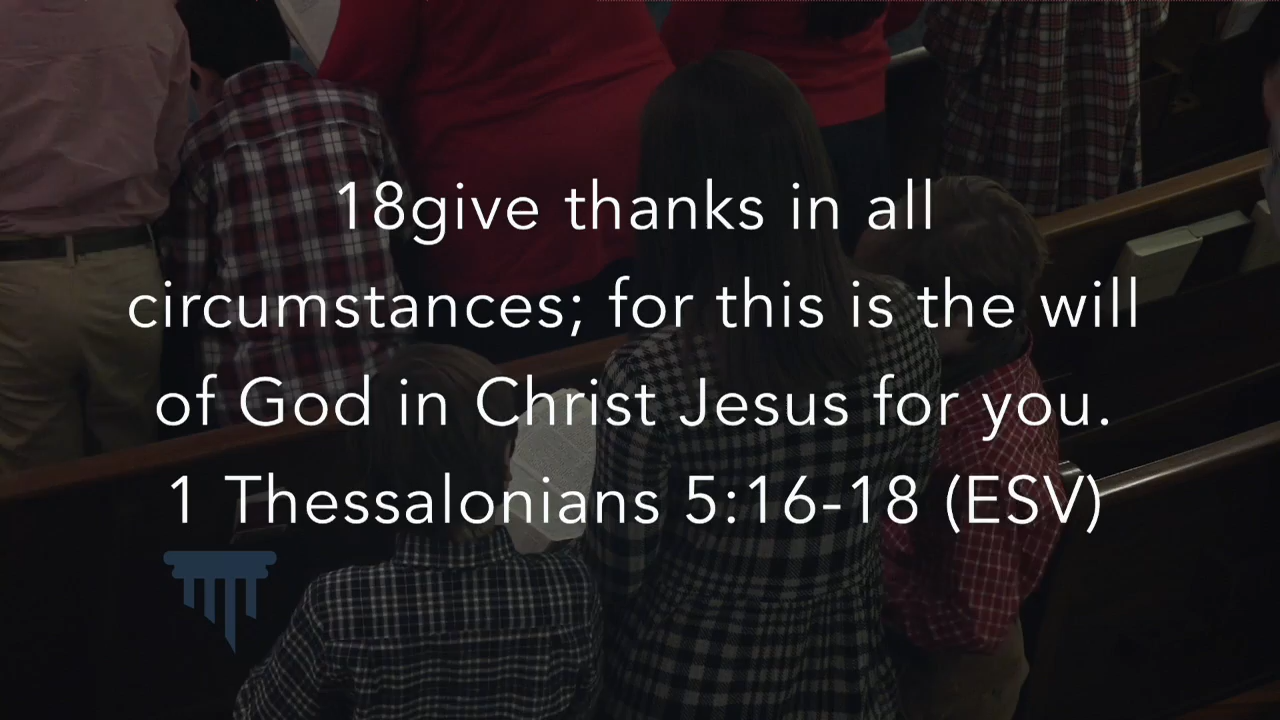 18give thanks in all
circumstances; for this is the will
of God in Christ Jesus for you.
1 Thessalonians 5:16-18 (ESV)